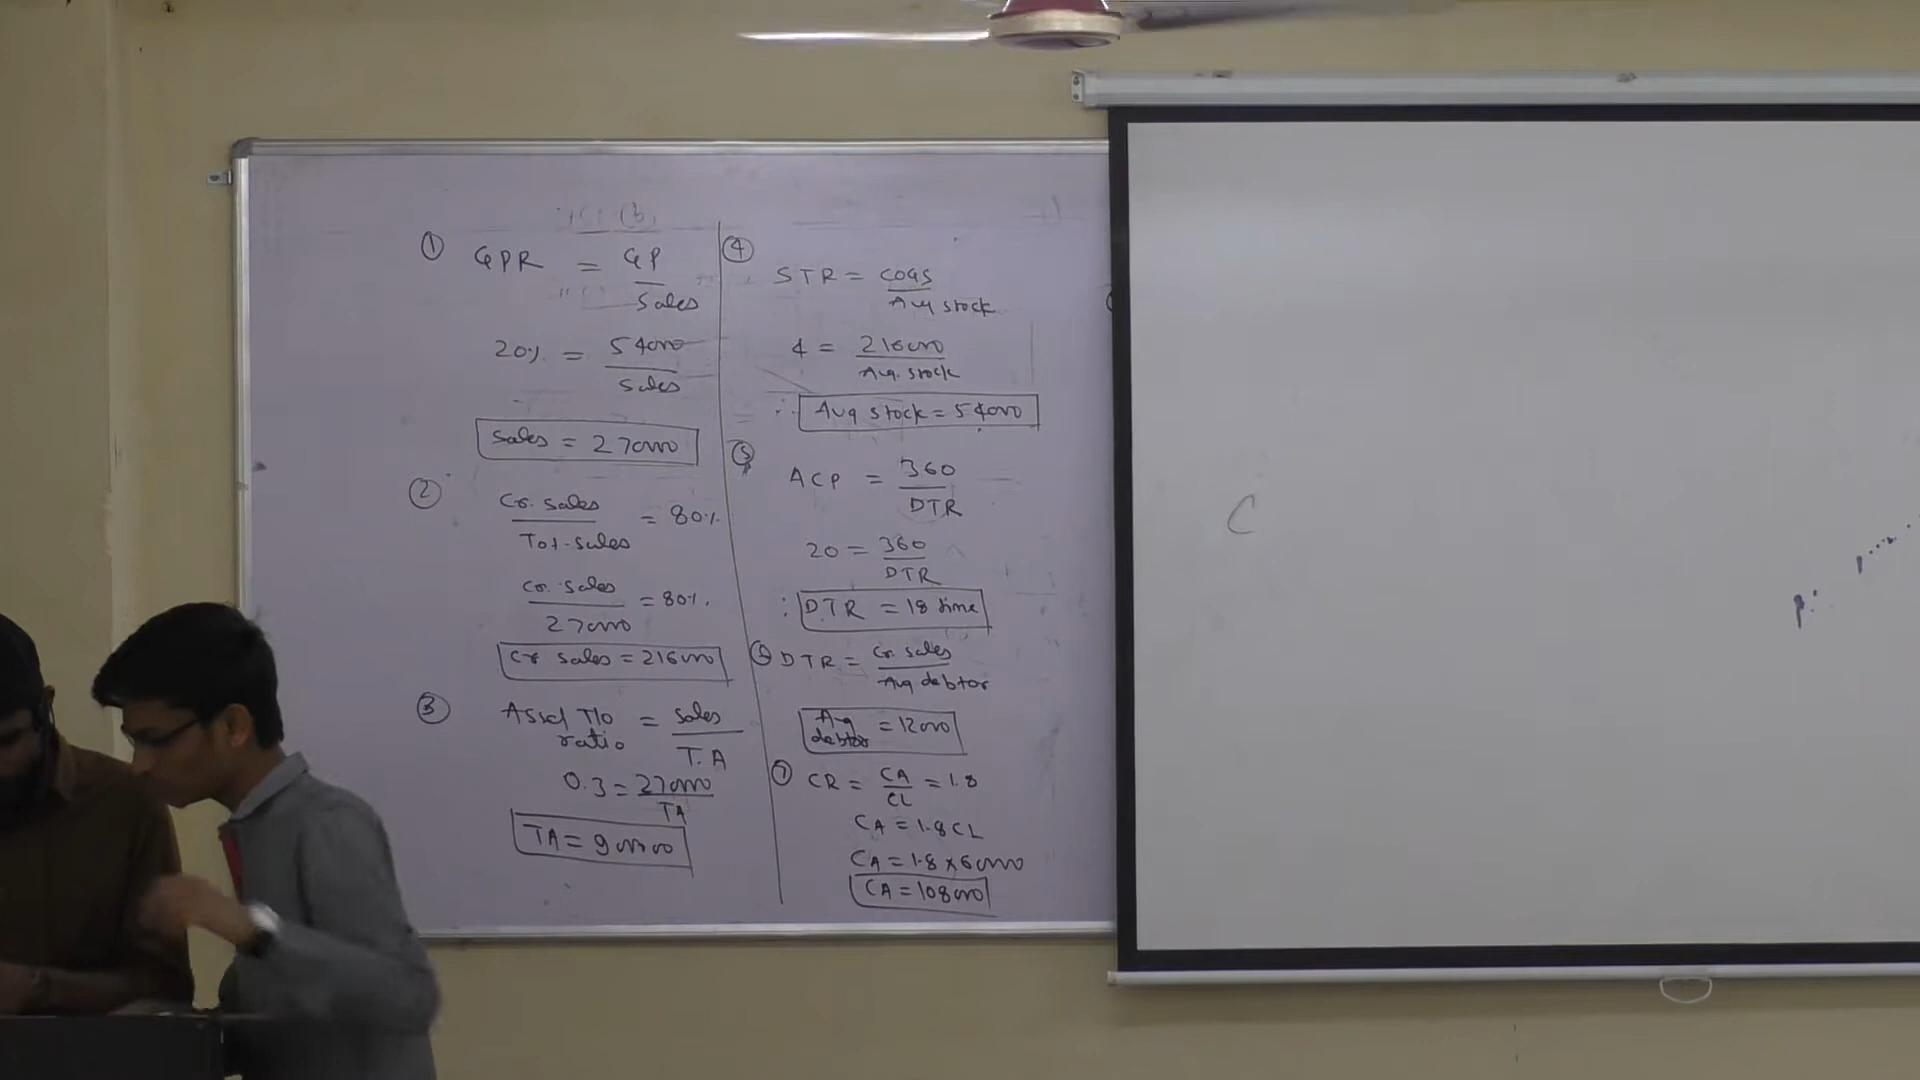 ①
GPR = GP / Sales
20% = 54000 / Sales
Sales = 270000
②
Cr. Sales / Tot. Sales = 80%
Cr. Sales / 270000 = 80%.
Cr Sales = 216000
③
Asset T/o ratio = Sales / T.A
0.3 = 270000 / TA
TA = 900000
④
STR = COGS / Avg stock
4 = 216000 / Avg. stock
∴ Avg stock = 54000
⑤
ACP = 360 / DTR
20 = 360 / DTR
∴ DTR = 18 time
⑥ DTR = Cr. Sales / Avg debtor
Avg debtor = 12000
⑦ CR = CA / CL = 1.8
CA = 1.8 CL
CA = 1.8 × 60000
CA = 108000
C